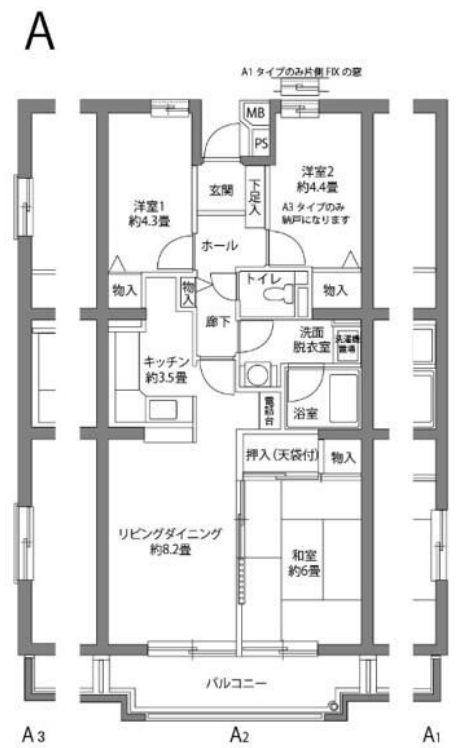 A
A1 タイプのみ片側 FIX の窓
MB
PS
洋室1
約4.3畳
玄関
下足入
洋室2
約4.4畳
A3 タイプのみ
納戸になります
ホール
トイレ
物入
物入
廊下
物入
洗面
脱衣室
洗濯機
置場
キッチン
約3.5畳
電話台
浴室
押入(天袋付)
物入
リビングダイニング
約8.2畳
和室
約6畳
バルコニー
A3
A2
A1